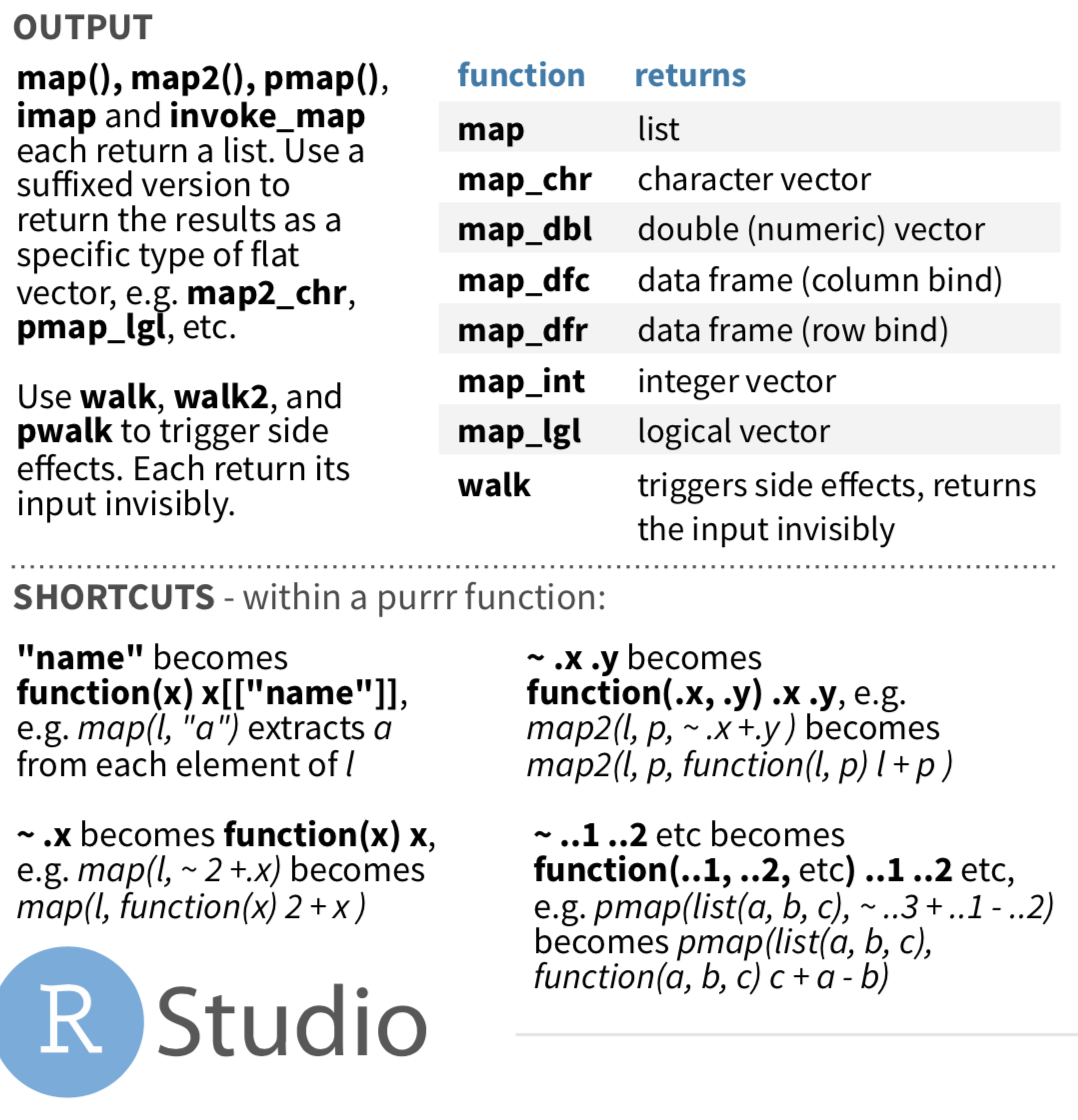 OUTPUT
map(), map2(), pmap(),
imap and invoke_map
each return a list. Use a
suffixed version to
return the results as a
specific type of flat
vector, e.g. map2_chr,
pmap_lgl, etc.
Use walk, walk2, and
pwalk to trigger side
effects. Each return its
input invisibly.
function returns
map list
map_chr character vector
map_dbl double (numeric) vector
map_dfc data frame (column bind)
map_dfr data frame (row bind)
map_int integer vector
map_lgl logical vector
walk triggers side effects, returns
the input invisibly
SHORTCUTS - within a purrr function:
"name" becomes
function(x) x[["name"]],
e.g. map(l, "a") extracts a
from each element of l
~ .x becomes function(x) x,
e.g. map(l, ~ 2 +.x) becomes
map(l, function(x) 2 + x )
~ .x .y becomes
function(.x, .y) .x .y, e.g.
map2(l, p, ~ .x +.y ) becomes
map2(l, p, function(l, p) l + p )
~ ..1 ..2 etc becomes
function(..1, ..2, etc) ..1 ..2 etc,
e.g. pmap(list(a, b, c), ~ ..3 + ..1 - ..2)
becomes pmap(list(a, b, c),
function(a, b, c) c + a - b)
R Studio